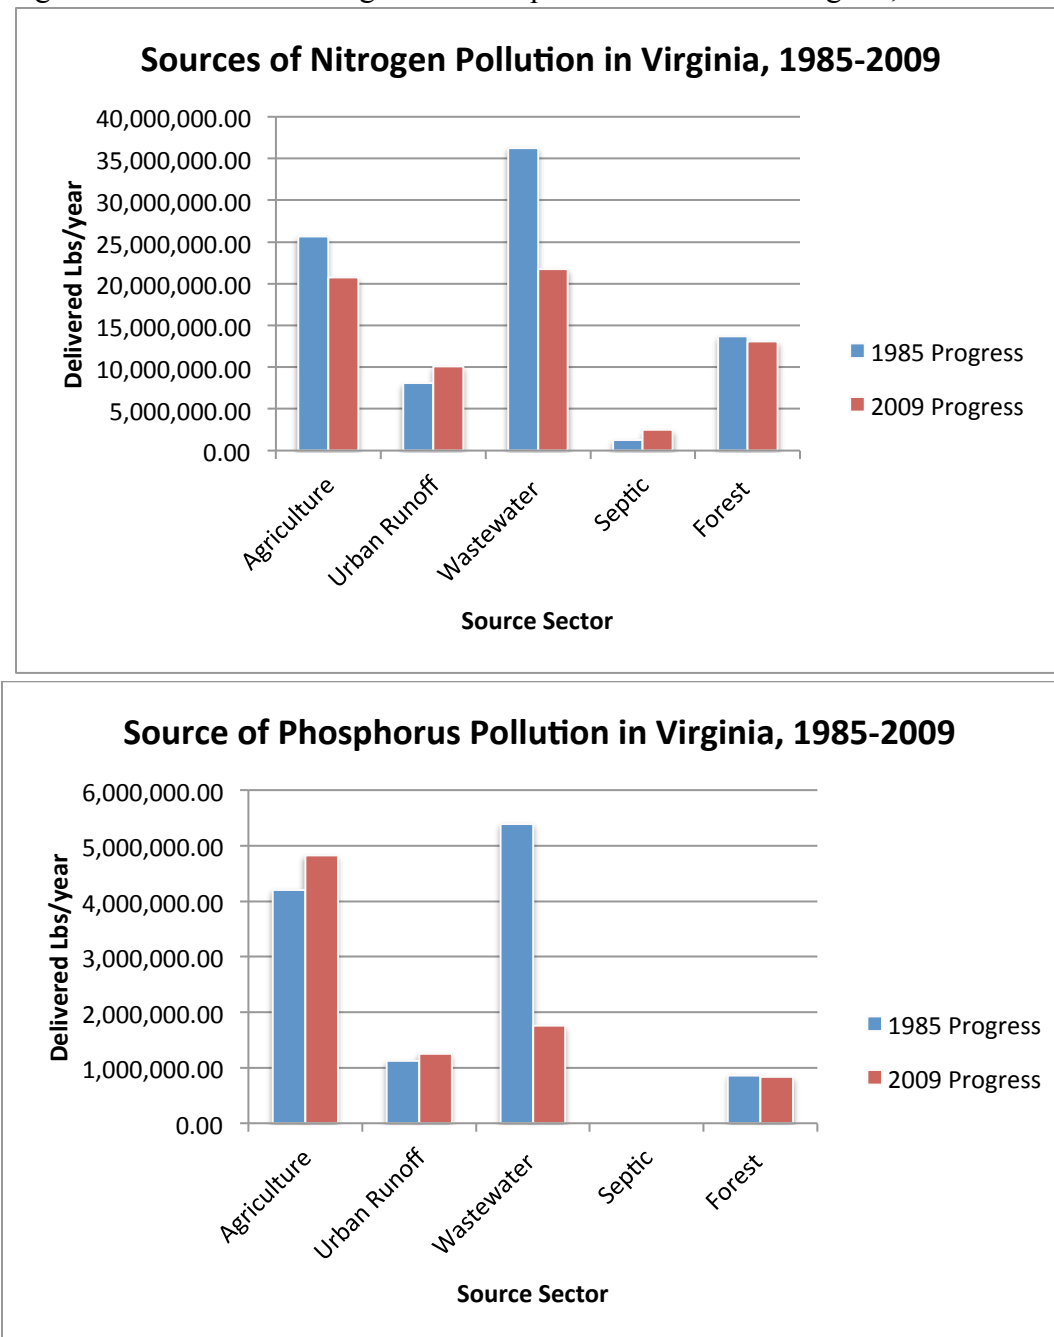 Sources of Nitrogen Pollution in Virginia, 1985-2009
40,000,000.00
35,000,000.00
30,000,000.00
25,000,000.00
20,000,000.00
15,000,000.00
10,000,000.00
5,000,000.00
0.00
Delivered Lbs/year
Agriculture
Urban Runoff
Wastewater
Septic
Forest
Source Sector
1985 Progress
2009 Progress
Source of Phosphorus Pollution in Virginia, 1985-2009
6,000,000.00
5,000,000.00
4,000,000.00
3,000,000.00
2,000,000.00
1,000,000.00
0.00
Delivered Lbs/year
Agriculture
Urban Runoff
Wastewater
Septic
Forest
Source Sector
1985 Progress
2009 Progress